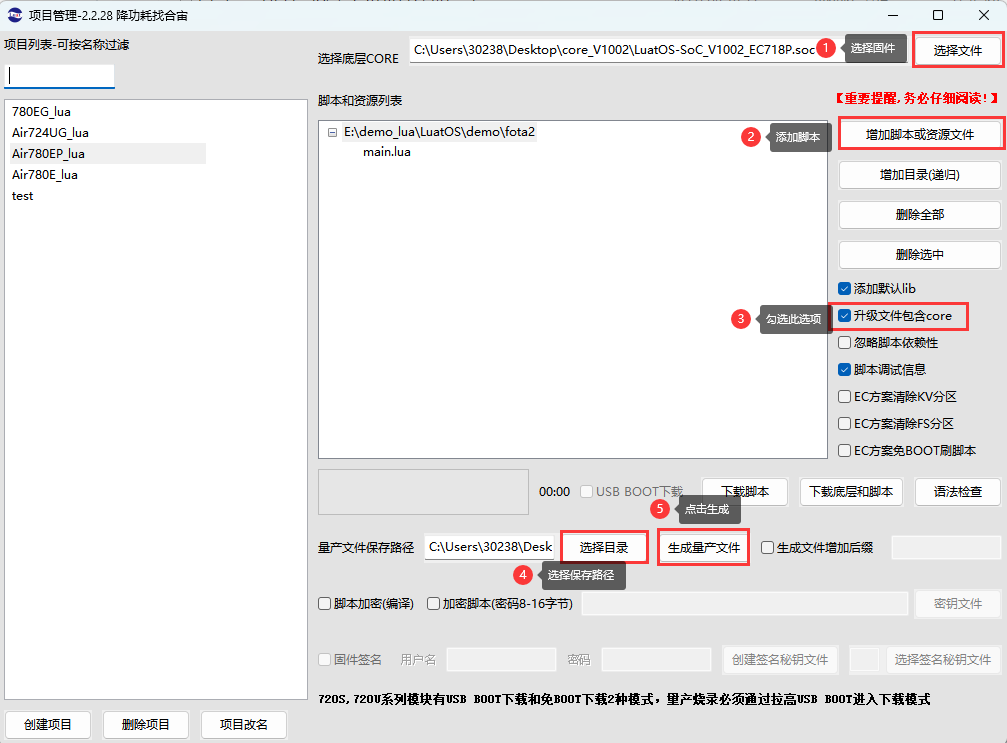 项目管理-2.2.28 降功耗找合宙
项目列表-可按名称过滤
780EG_lua
Air724UG_lua
Air780EP_lua
Air780E_lua
test
创建项目
删除项目
项目改名
选择底层CORE
C:\Users\30238\Desktop\core_V1002\LuatOS-SoC_V1002_EC718P.soc
1
选择固件
选择文件
脚本和资源列表
【重要提醒,务必仔细阅读!】
E:\demo_lua\LuatOS\demo\fota2
main.lua
2
添加脚本
增加脚本或资源文件
增加目录(递归)
删除全部
删除选中
添加默认lib
3
勾选此选项
升级文件包含core
忽略脚本依赖性
脚本调试信息
EC方案清除KV分区
EC方案清除FS分区
EC方案免BOOT刷脚本
00:00
USB BOOT下载
下载脚本
下载底层和脚本
语法检查
5
点击生成
量产文件保存路径
C:\Users\30238\Desk
选择目录
生成量产文件
生成文件增加后缀
4
选择保存路径
脚本加密(编译)
加密脚本(密码8-16字节)
密钥文件
固件签名
用户名
密码
创建签名秘钥文件
选择签名秘钥文件
720S,720U系列模块有USB BOOT下载和免BOOT下载2种模式，量产烧录必须通过拉高USB BOOT进入下载模式